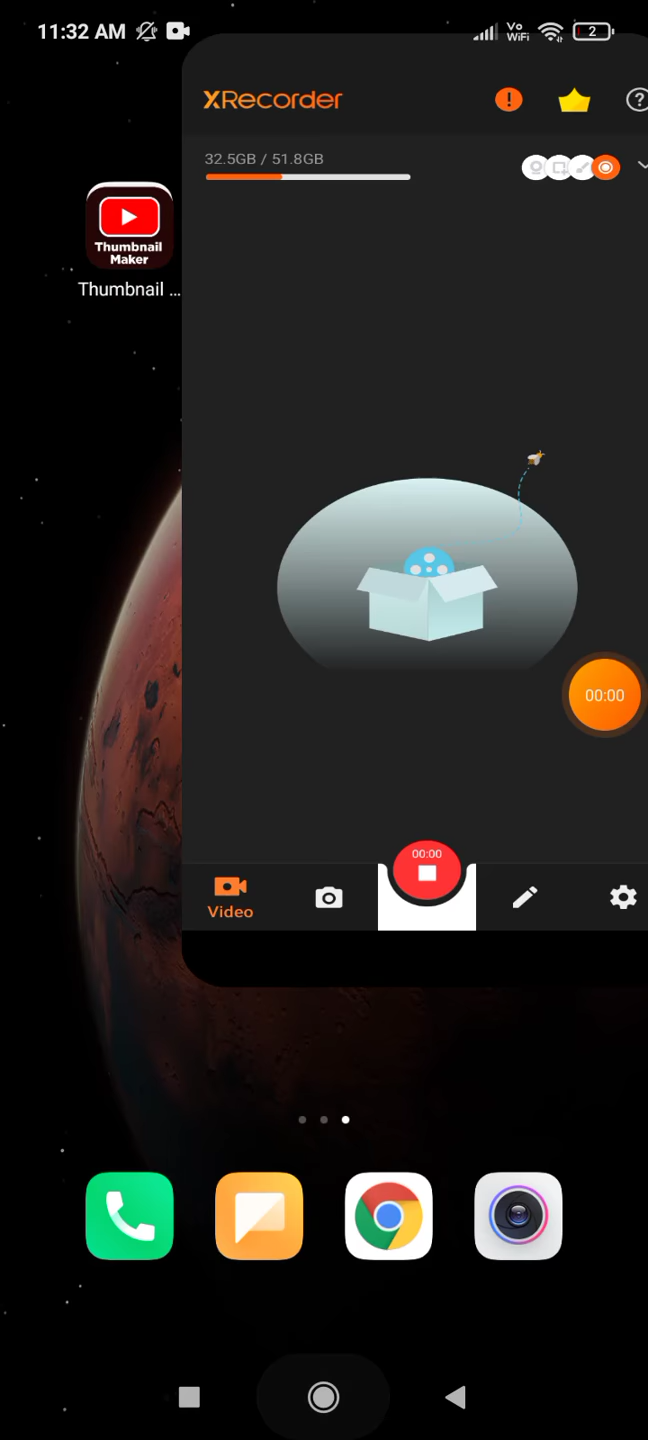 11:32 AM
Vo
WiFi
2
XRecorder
32.5GB / 51.8GB
Thumbnail
Maker
Thumbnail ...
00:00
00:00
Video